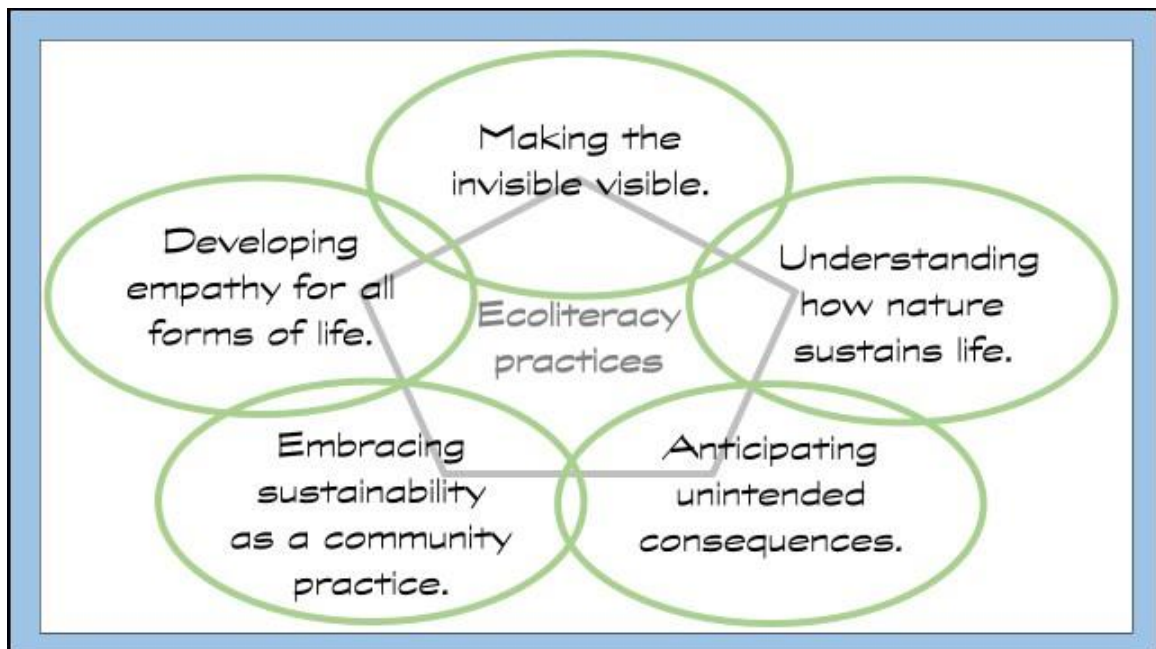 Making the
invisible visible.
Developing
empathy for all
forms of life.
Understanding
how nature
sustains life.
Ecoliteracy
practices
Embracing
sustainability
as a community
practice.
Anticipating
unintended
consequences.